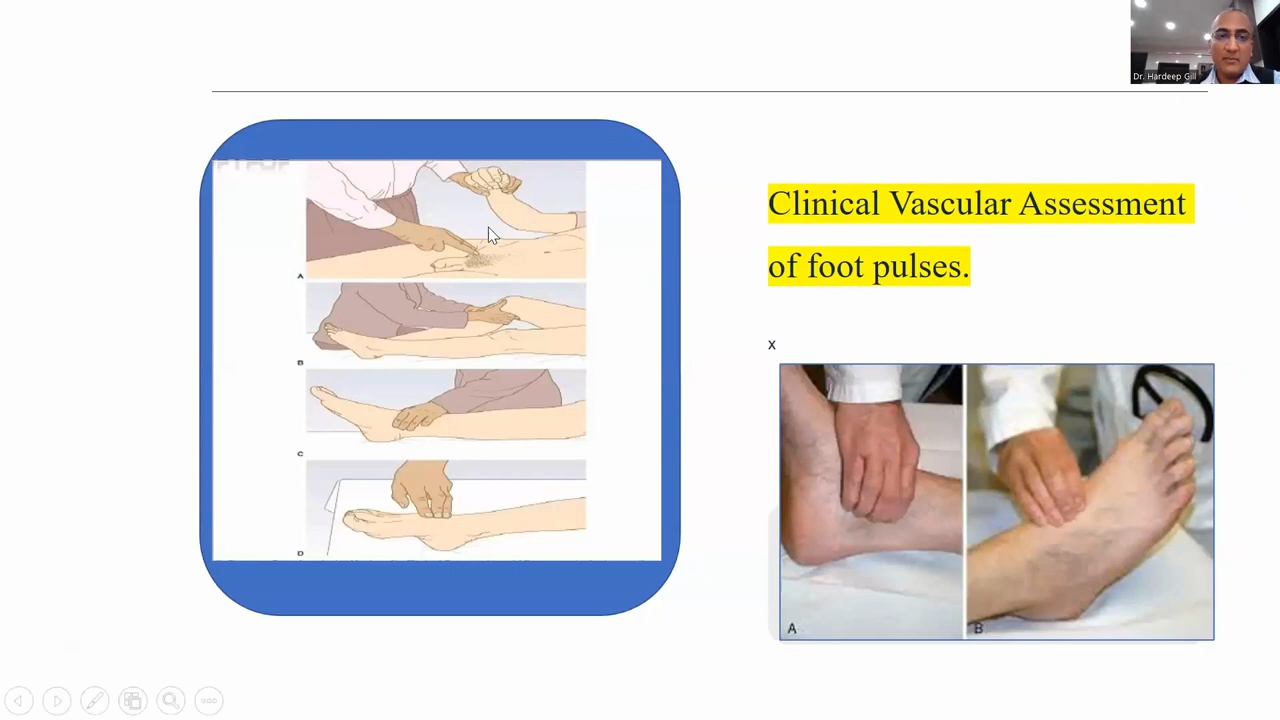 Dr. Hardeep Gill
Clinical Vascular Assessment
of foot pulses.
x
A
B
C
D
A
B